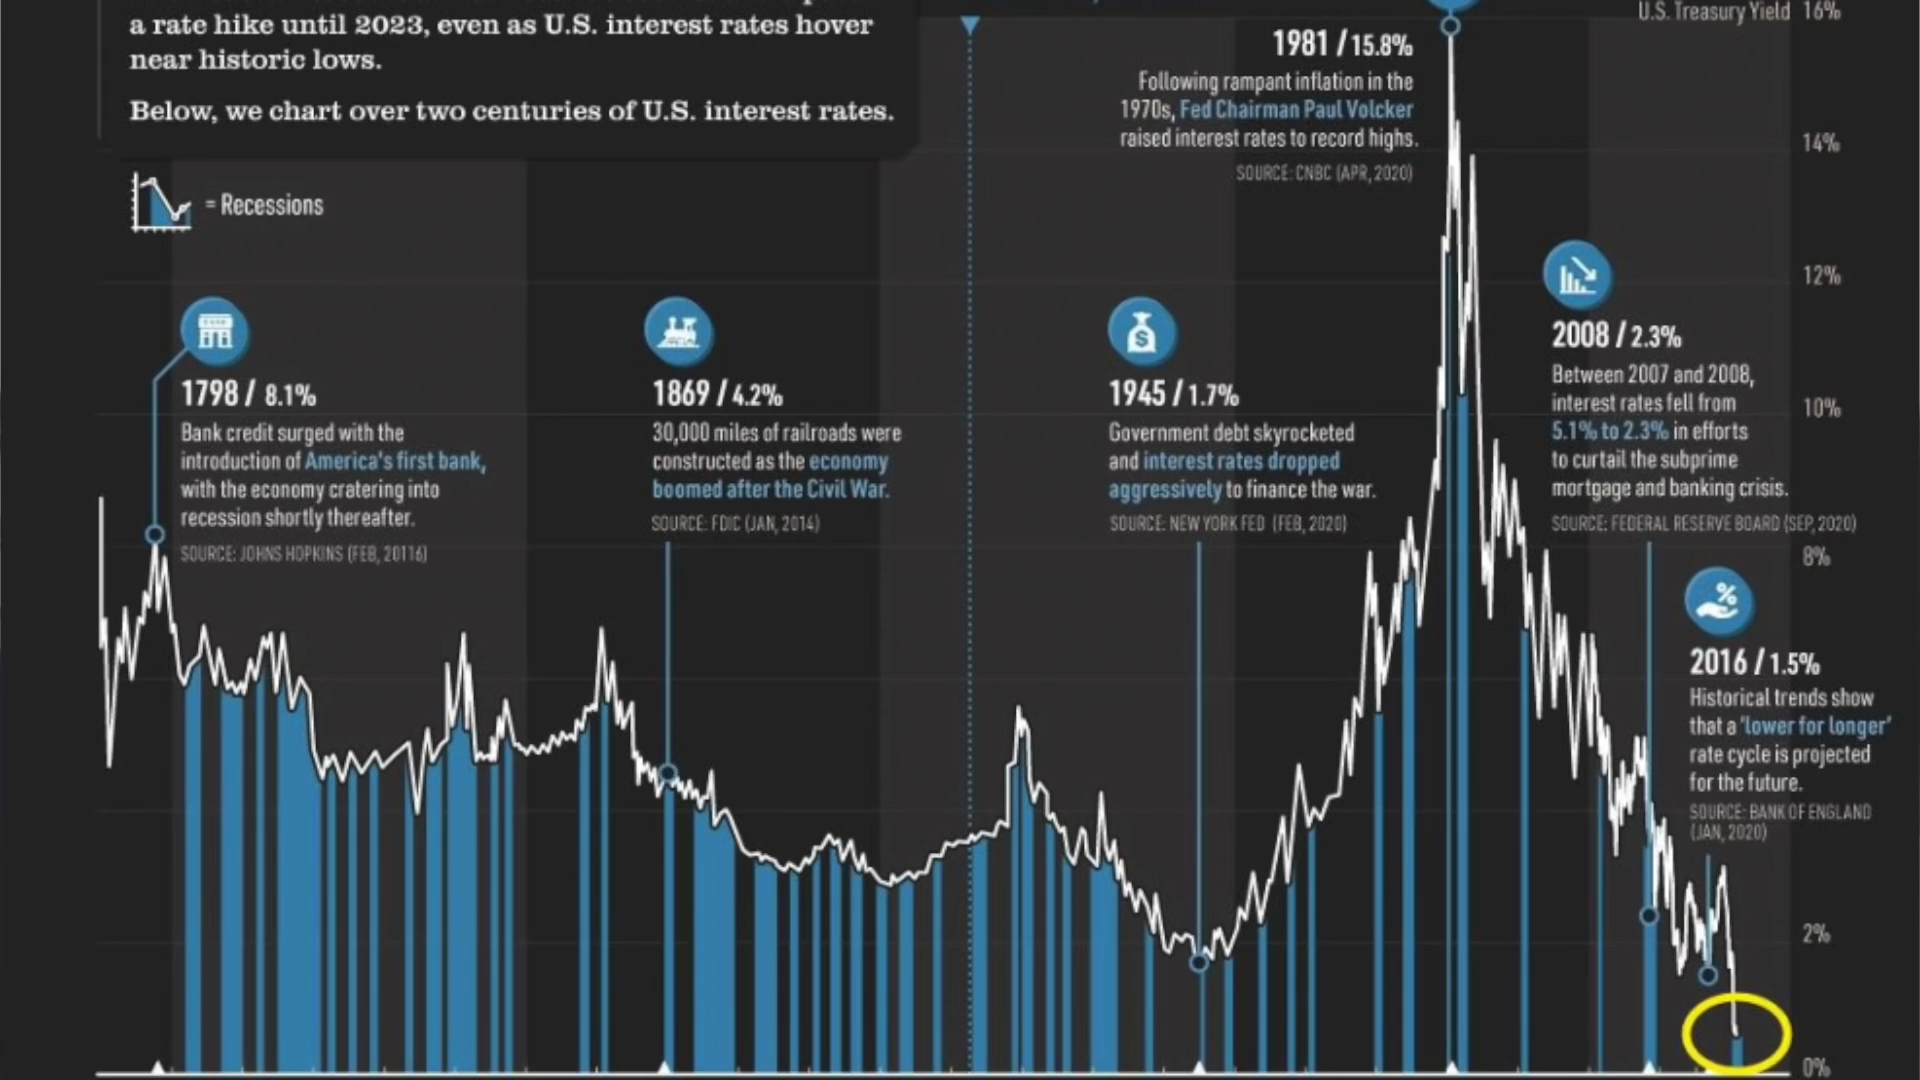 a rate hike until 2023, even as U.S. interest rates hover
near historic lows.
Below, we chart over two centuries of U.S. interest rates.
= Recessions
1798 / 8.1%
Bank credit surged with the
introduction of America's first bank,
with the economy cratering into
recession shortly thereafter.
SOURCE: JOHNS HOPKINS (FEB, 20116)
1869 / 4.2%
30,000 miles of railroads were
constructed as the economy
boomed after the Civil War.
SOURCE: FDIC (JAN, 2014)
1945 / 1.7%
Government debt skyrocketed
and interest rates dropped
aggressively to finance the war.
SOURCE: NEW YORK FED (FEB, 2020)
1981 / 15.8%
Following rampant inflation in the
1970s, Fed Chairman Paul Volcker
raised interest rates to record highs.
SOURCE: CNBC (APR, 2020)
2008 / 2.3%
Between 2007 and 2008,
interest rates fell from
5.1% to 2.3% in efforts
to curtail the subprime
mortgage and banking crisis.
SOURCE: FEDERAL RESERVE BOARD (SEP, 2020)
2016 / 1.5%
Historical trends show
that a 'lower for longer'
rate cycle is projected
for the future.
SOURCE: BANK OF ENGLAND
(JAN, 2020)
U.S. Treasury Yield 16%
14%
12%
10%
8%
2%
0%
BANK
$
%